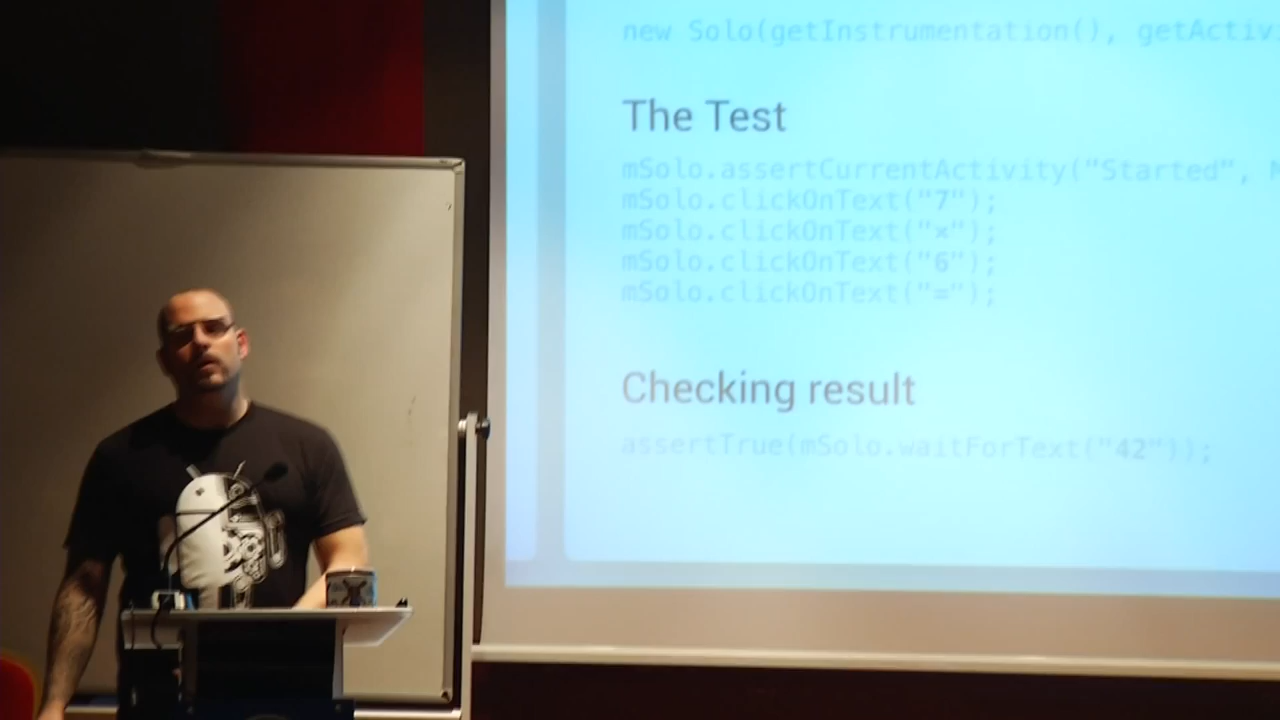 new Solo(getInstrumentation(), getActiv
The Test
mSolo.assertCurrentActivity("Started", M
mSolo.clickOnText("7");
mSolo.clickOnText("×");
mSolo.clickOnText("6");
mSolo.clickOnText("=");
Checking result
assertTrue(mSolo.waitForText("42"));